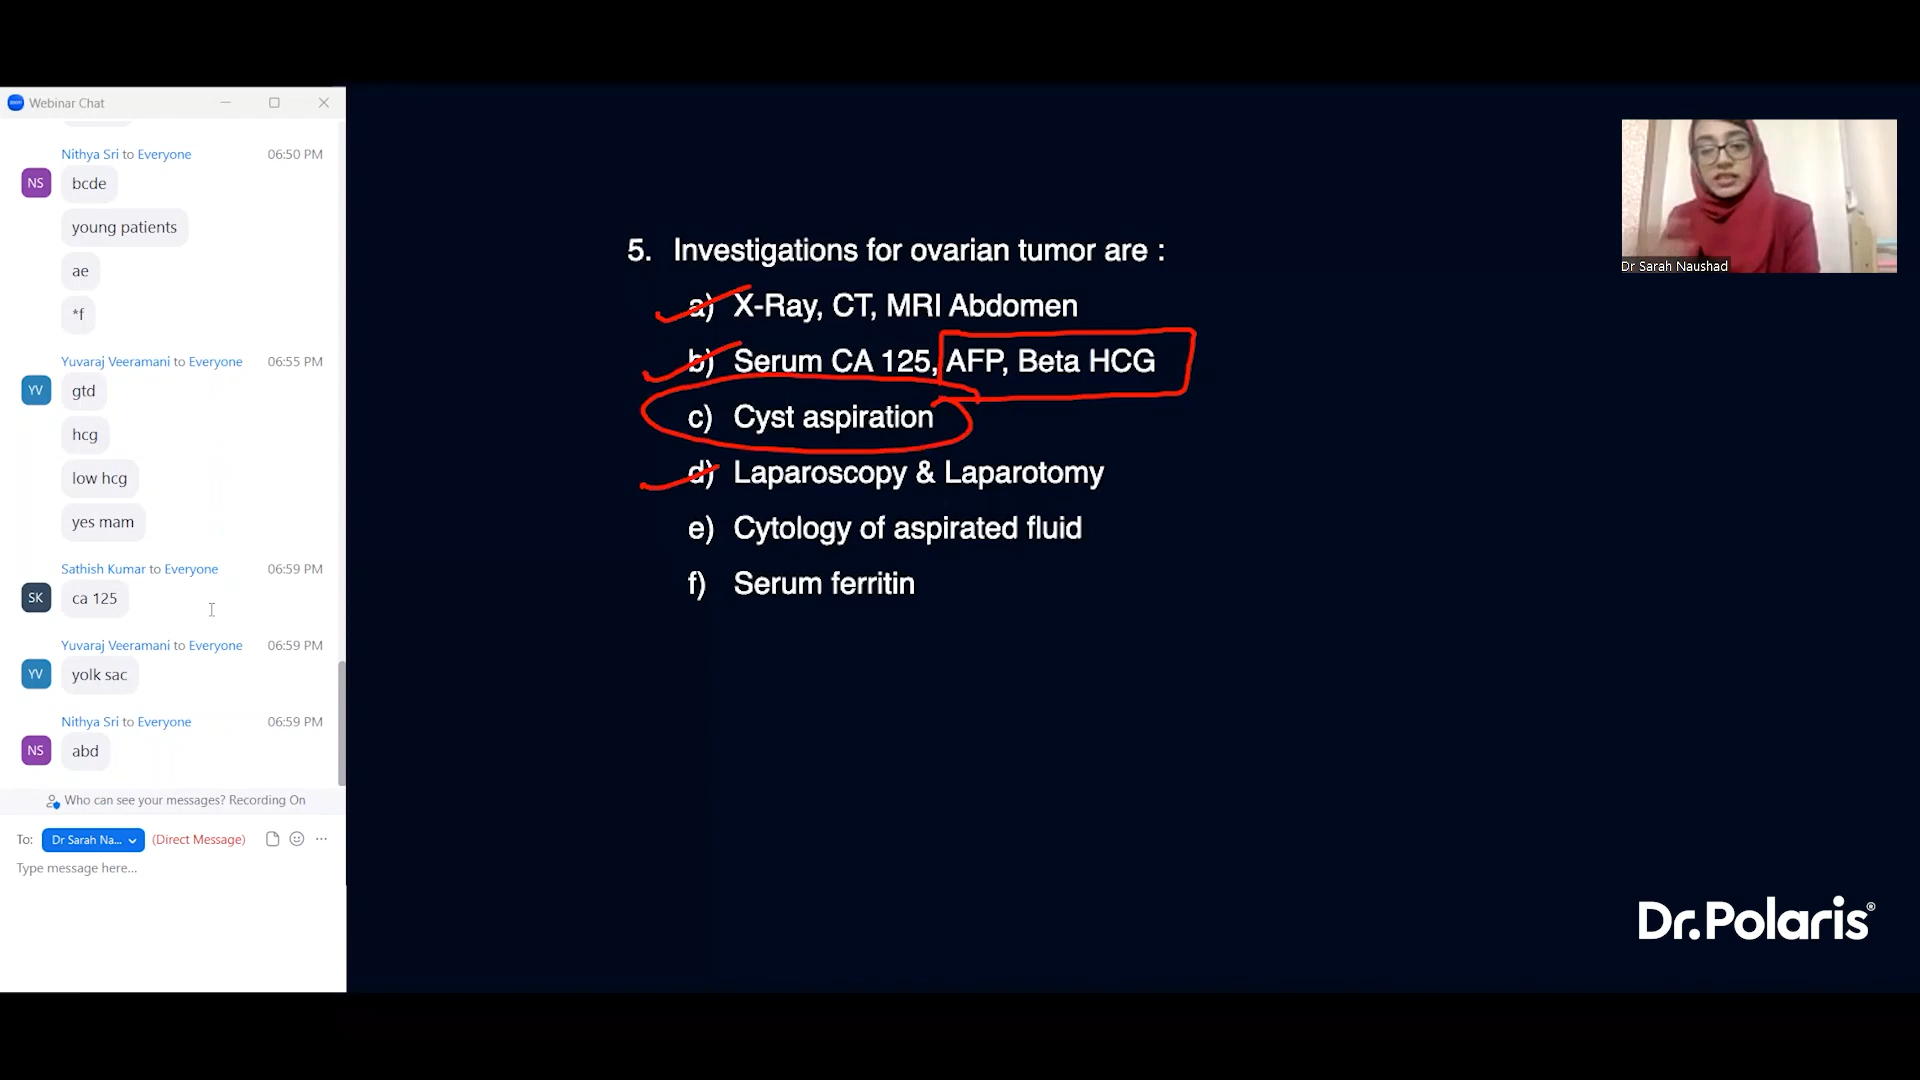 Webinar Chat
Nithya Sri to Everyone 06:50 PM
NS
bcde
young patients
ae
*f
Yuvaraj Veeramani to Everyone 06:55 PM
YV
gtd
hcg
low hcg
yes mam
Sathish Kumar to Everyone 06:59 PM
SK
ca 125
Yuvaraj Veeramani to Everyone 06:59 PM
YV
yolk sac
Nithya Sri to Everyone 06:59 PM
NS
abd
Who can see your messages? Recording On
To: Dr Sarah Na... (Direct Message)
Type message here...
5. Investigations for ovarian tumor are :
a) X-Ray, CT, MRI Abdomen
b) Serum CA 125, AFP, Beta HCG
c) Cyst aspiration
d) Laparoscopy & Laparotomy
e) Cytology of aspirated fluid
f) Serum ferritin
Dr Sarah Naushad
Dr.Polaris®